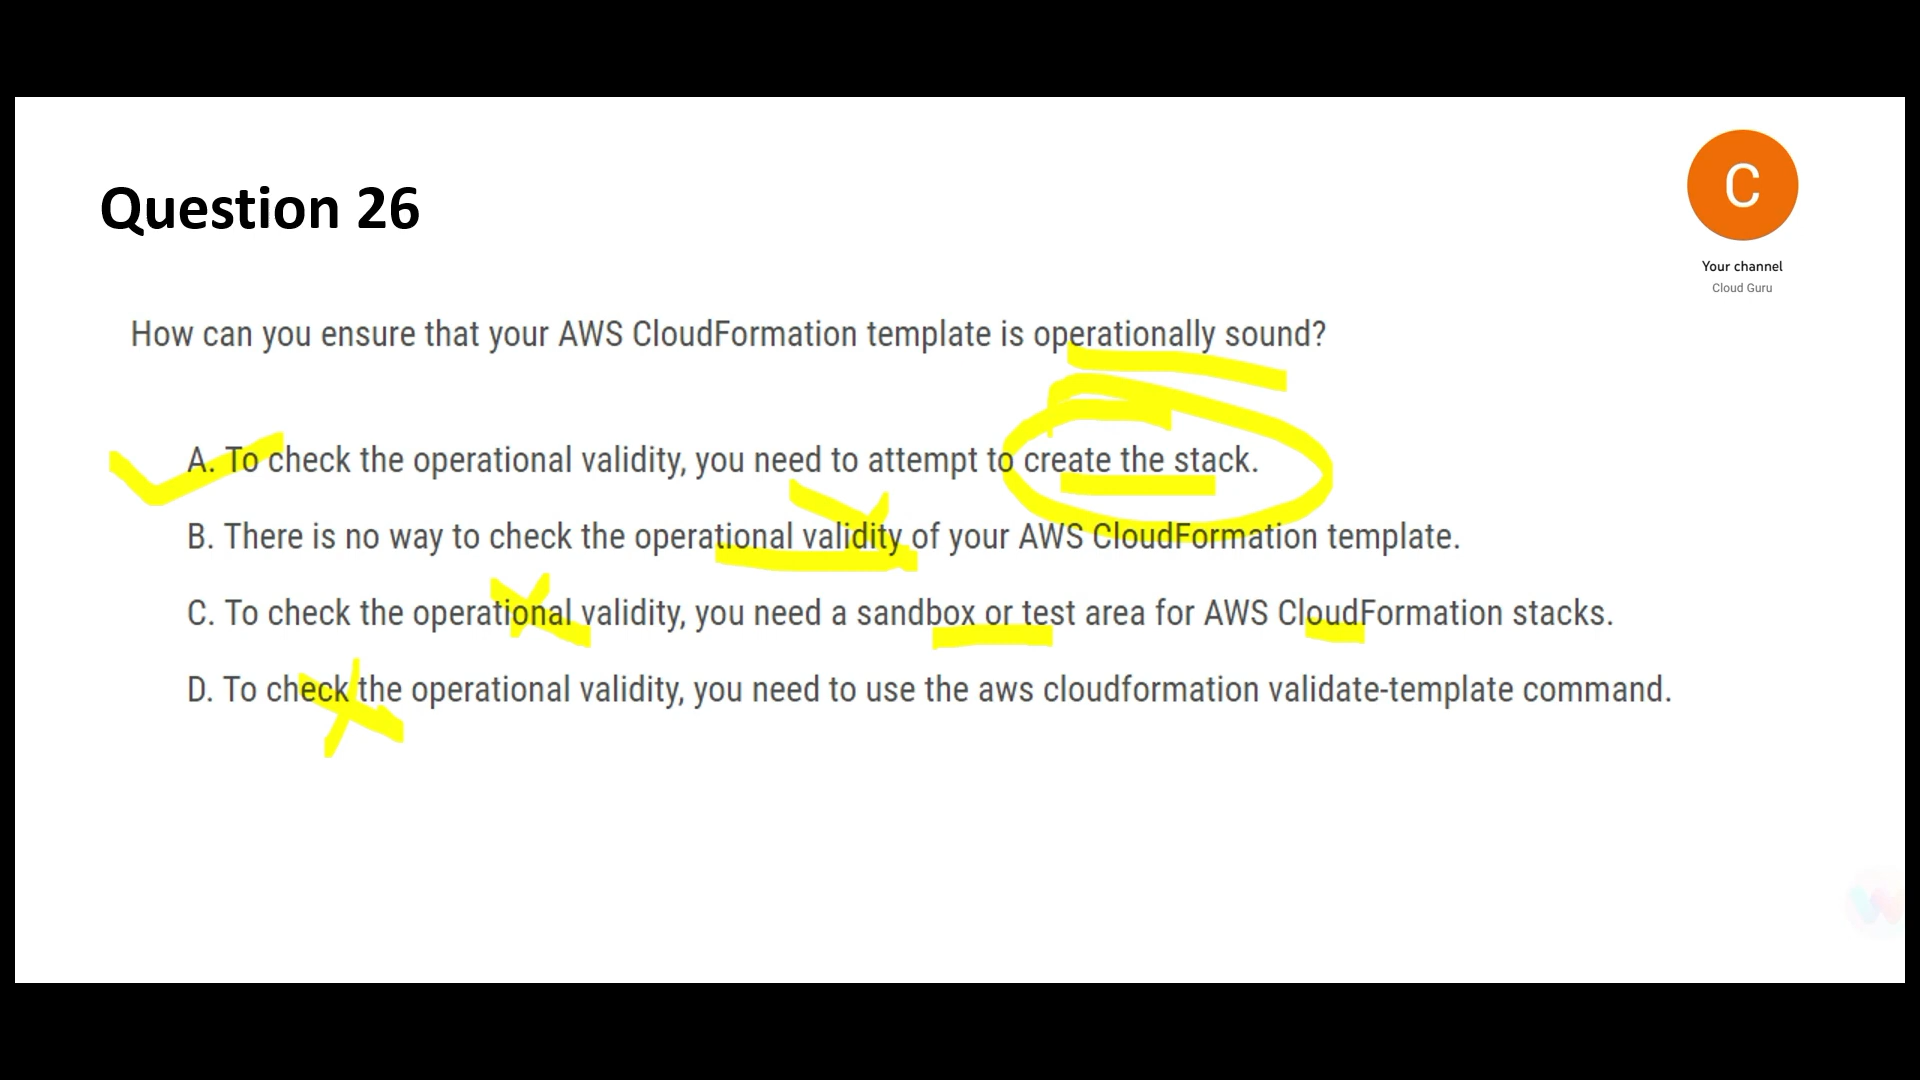 C
Your channel
Cloud Guru
Question 26
How can you ensure that your AWS CloudFormation template is operationally sound?
A. To check the operational validity, you need to attempt to create the stack.
B. There is no way to check the operational validity of your AWS CloudFormation template.
C. To check the operational validity, you need a sandbox or test area for AWS CloudFormation stacks.
D. To check the operational validity, you need to use the aws cloudformation validate-template command.